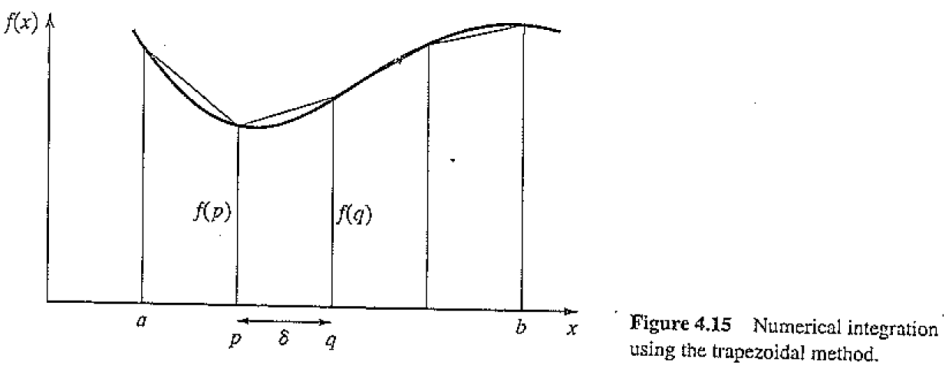 f(x)
f(p)
f(q)
a
p
δ
q
b
x
Figure 4.15 Numerical integration
using the trapezoidal method.